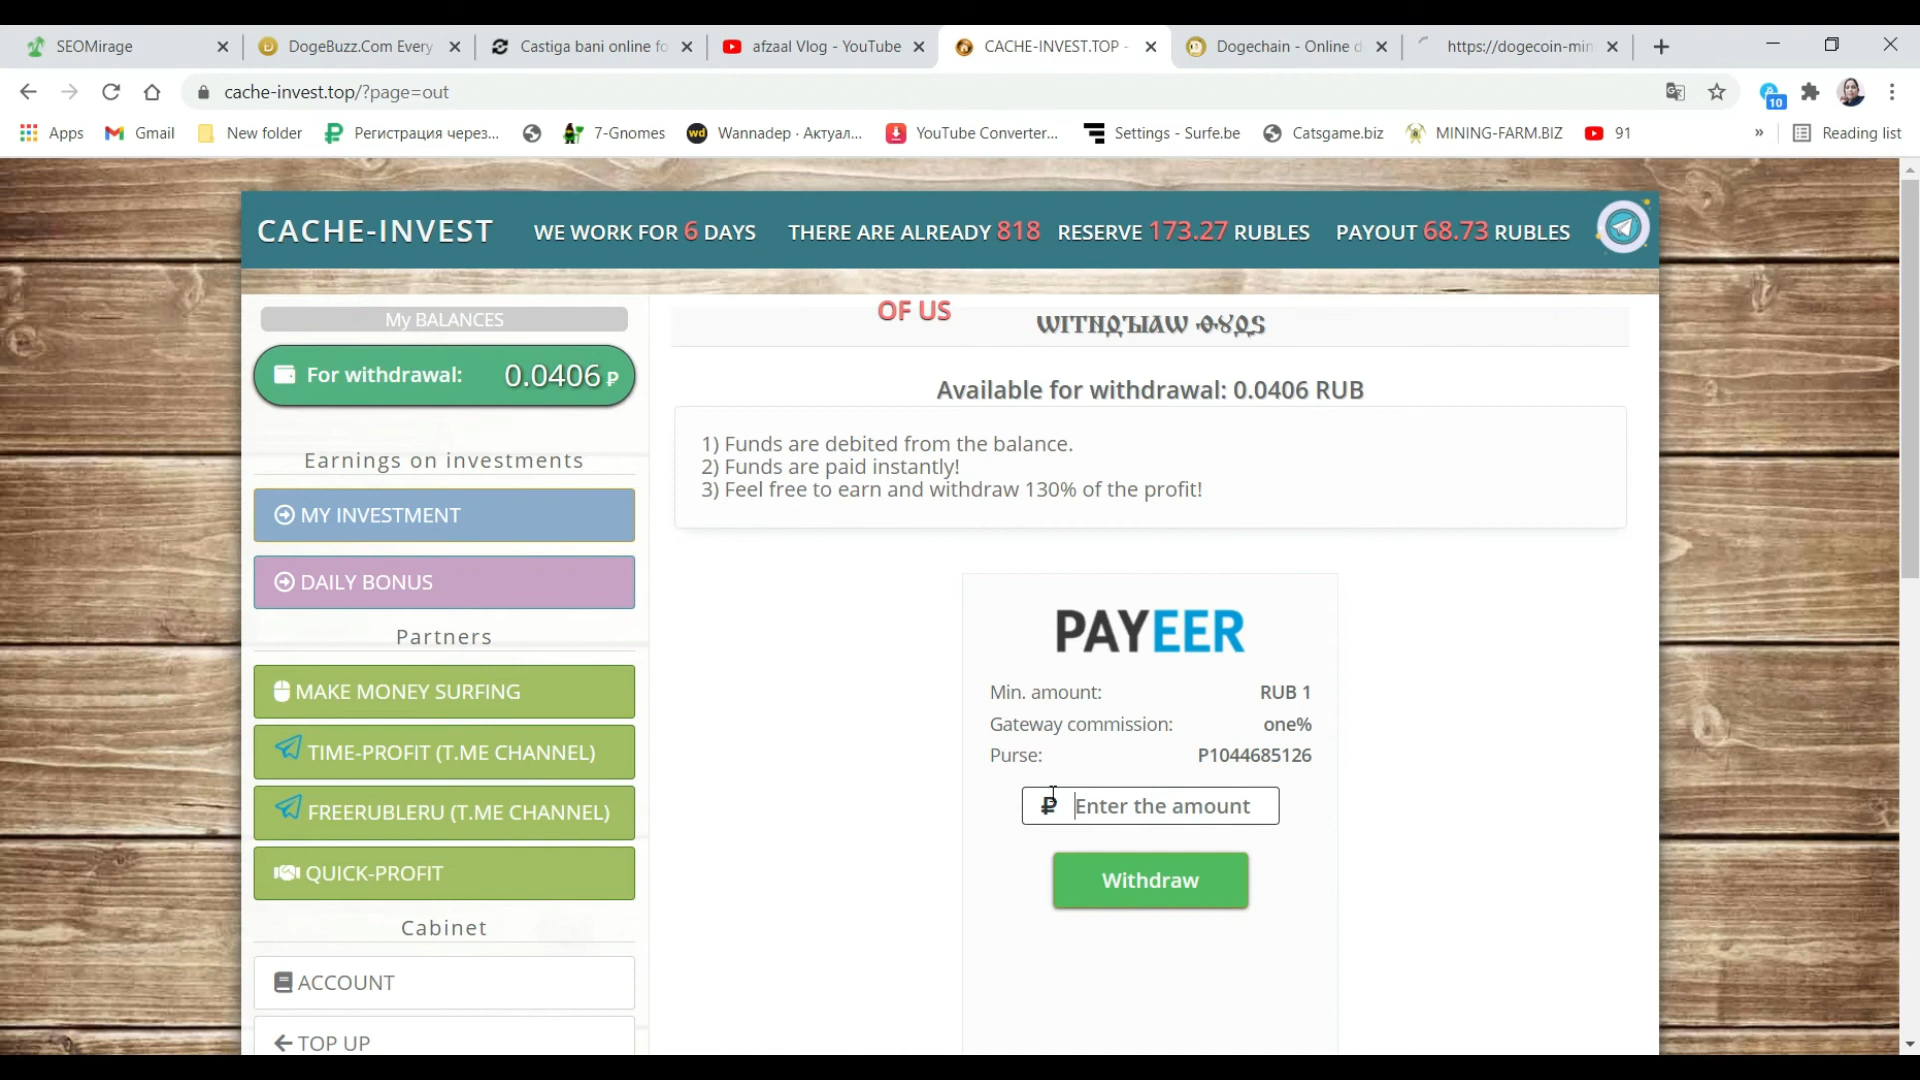 SEOMirage
DogeBuzz.Com Every
Castiga bani online fo
afzaal Vlog - YouTube
CACHE-INVEST.TOP -
Dogechain - Online d
https://dogecoin-min
cache-invest.top/?page=out
10
Apps
Gmail
New folder
Регистрация через...
7-Gnomes
Wannadep · Актуал...
YouTube Converter...
Settings - Surfe.be
Catsgame.biz
MINING-FARM.BIZ
91
»
Reading list
CACHE-INVEST
WE WORK FOR 6 DAYS
THERE ARE ALREADY 818
RESERVE 173.27 RUBLES
PAYOUT 68.73 RUBLES
OF US
My BALANCES
For withdrawal: 0.0406 ₽
Earnings on investments
MY INVESTMENT
DAILY BONUS
Partners
MAKE MONEY SURFING
TIME-PROFIT (T.ME CHANNEL)
FREERUBLERU (T.ME CHANNEL)
QUICK-PROFIT
Cabinet
ACCOUNT
TOP UP
Available for withdrawal: 0.0406 RUB
1) Funds are debited from the balance.
2) Funds are paid instantly!
3) Feel free to earn and withdraw 130% of the profit!
PAYEER
Min. amount: RUB 1
Gateway commission: one%
Purse: P1044685126
₽ Enter the amount
Withdraw